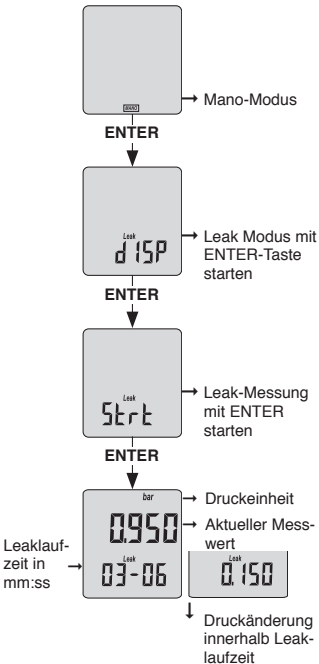 MANO
Mano-Modus
ENTER
Leak
dISP
Leak Modus mit
ENTER-Taste
starten
ENTER
Leak
Strt
Leak-Messung
mit ENTER
starten
ENTER
bar
Druckeinheit
0.950
Aktueller Mess-
wert
Leaklauf-
zeit in
mm:ss
Leak
03-06
Leak
0.150
Druckänderung
innerhalb Leak-
laufzeit